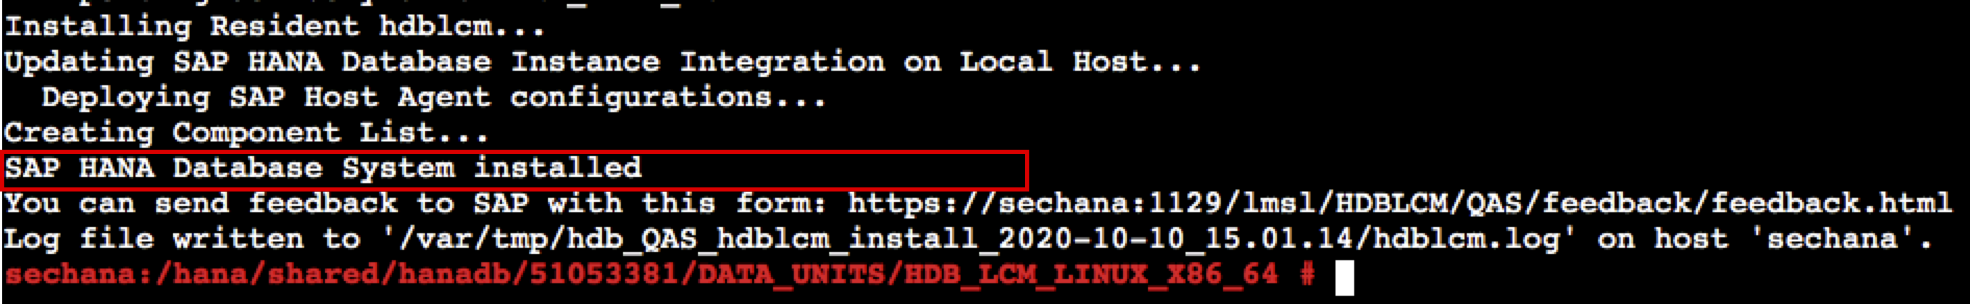 Installing Resident hdblcm...
Updating SAP HANA Database Instance Integration on Local Host...
  Deploying SAP Host Agent configurations...
Creating Component List...
SAP HANA Database System installed
You can send feedback to SAP with this form: https://sechana:1129/lmsl/HDBLCM/QAS/feedback/feedback.html
Log file written to '/var/tmp/hdb_QAS_hdblcm_install_2020-10-10_15.01.14/hdblcm.log' on host 'sechana'.
sechana:/hana/shared/hanadb/51053381/DATA_UNITS/HDB_LCM_LINUX_X86_64 #